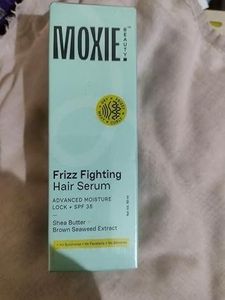 MOXIE
BEAUTY
Frizz Fighting
Hair Serum
ADVANCED MOISTURE
LOCK + SPF 35
Shea Butter
Brown Seaweed Extract